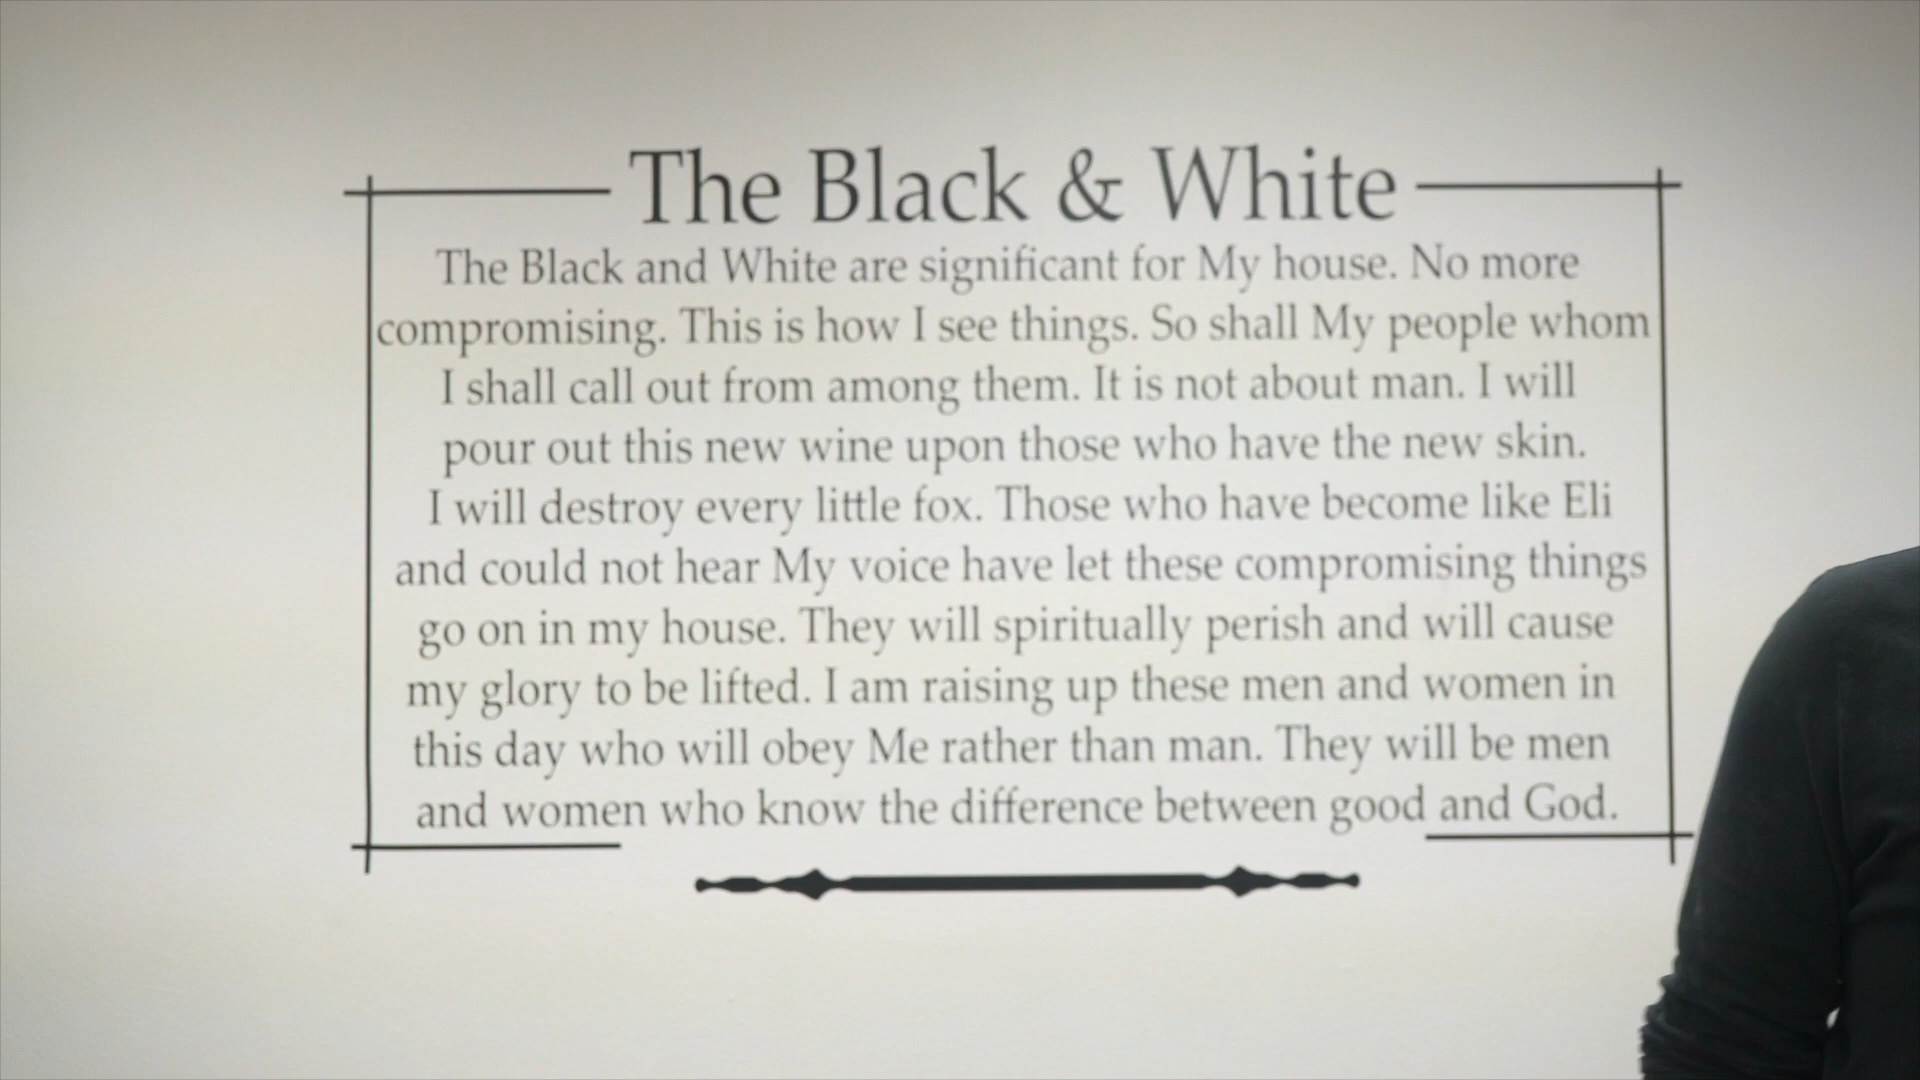 The Black & White
The Black and White are significant for My house. No more
compromising. This is how I see things. So shall My people whom
I shall call out from among them. It is not about man. I will
pour out this new wine upon those who have the new skin.
I will destroy every little fox. Those who have become like Eli
and could not hear My voice have let these compromising things
go on in my house. They will spiritually perish and will cause
my glory to be lifted. I am raising up these men and women in
this day who will obey Me rather than man. They will be men
and women who know the difference between good and God.